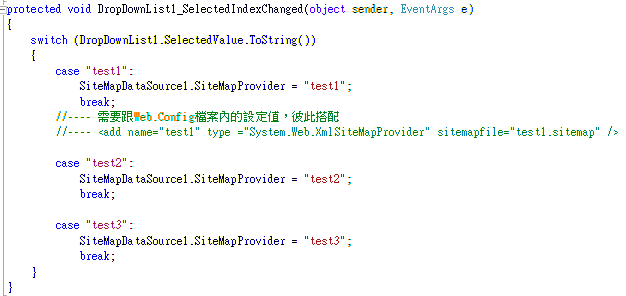 protected void DropDownList1_SelectedIndexChanged(object sender, EventArgs e)
{
switch (DropDownList1.SelectedValue.ToString())
{
case "test1":
SiteMapDataSource1.SiteMapProvider = "test1";
break;
//---- 需要跟Web.Config檔案內的設定值，彼此搭配
//---- <add name="test1" type ="System.Web.XmlSiteMapProvider" sitemapfile="test1.sitemap" />
case "test2":
SiteMapDataSource1.SiteMapProvider = "test2";
break;
case "test3":
SiteMapDataSource1.SiteMapProvider = "test3";
break;
}
}